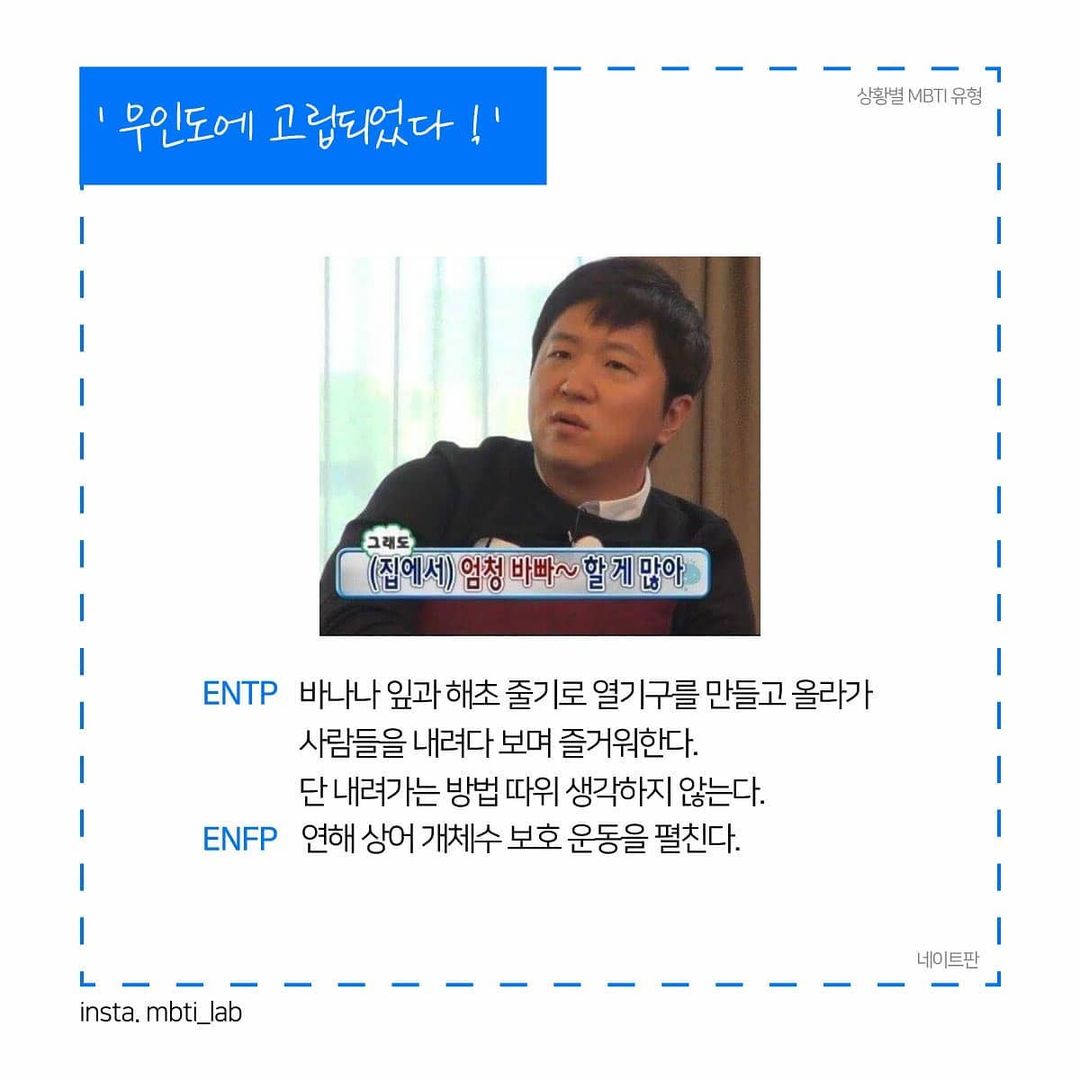 '무인도에 고립되었다!'
상황별 MBTI 유형
그래도
(집에서) 엄청 바빠~ 할 게 많아
ENTP 바나나 잎과 해초 줄기로 열기구를 만들고 올라가
사람들을 내려다 보며 즐거워한다.
단 내려가는 방법 따위 생각하지 않는다.
ENFP 연해 상어 개체수 보호 운동을 펼친다.
네이트판
insta. mbti_lab